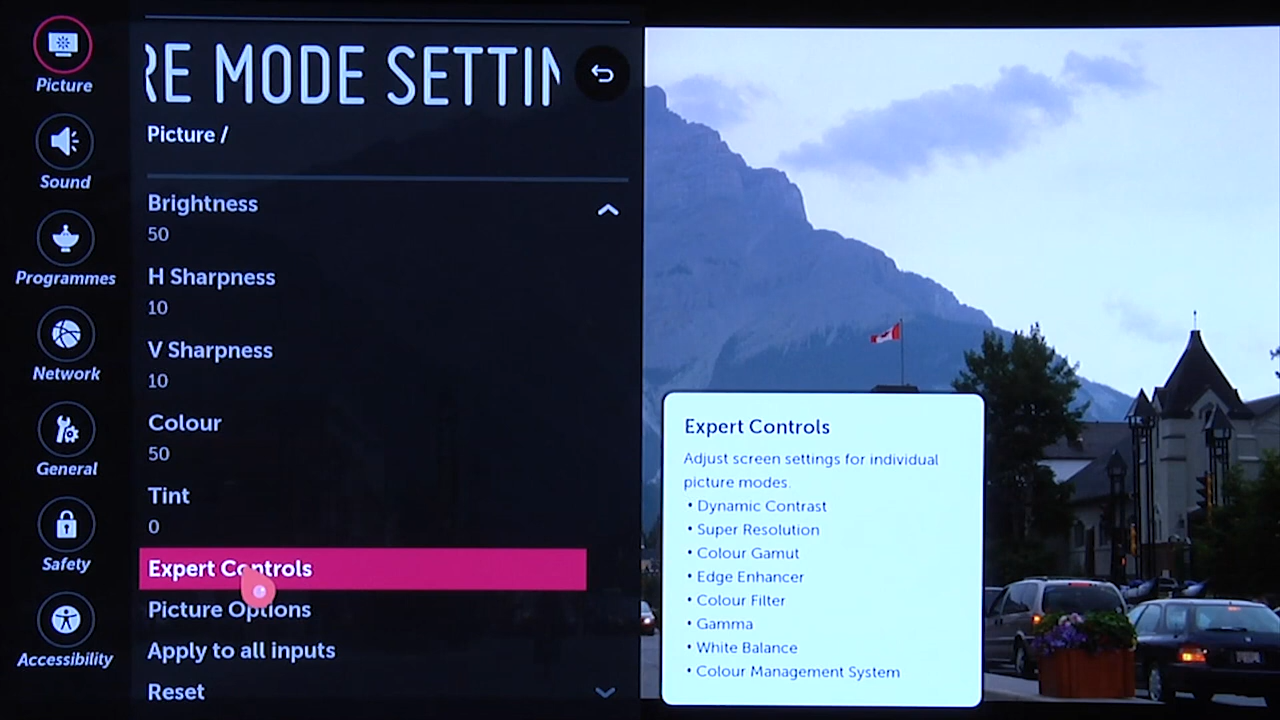 Picture
Sound
Programmes
Network
General
Safety
Accessibility
RE MODE SETTIN
Picture /
Brightness
50
H Sharpness
10
V Sharpness
10
Colour
50
Tint
0
Expert Controls
Picture Options
Apply to all inputs
Reset
Expert Controls
Adjust screen settings for individual
picture modes.
• Dynamic Contrast
• Super Resolution
• Colour Gamut
• Edge Enhancer
• Colour Filter
• Gamma
• White Balance
• Colour Management System